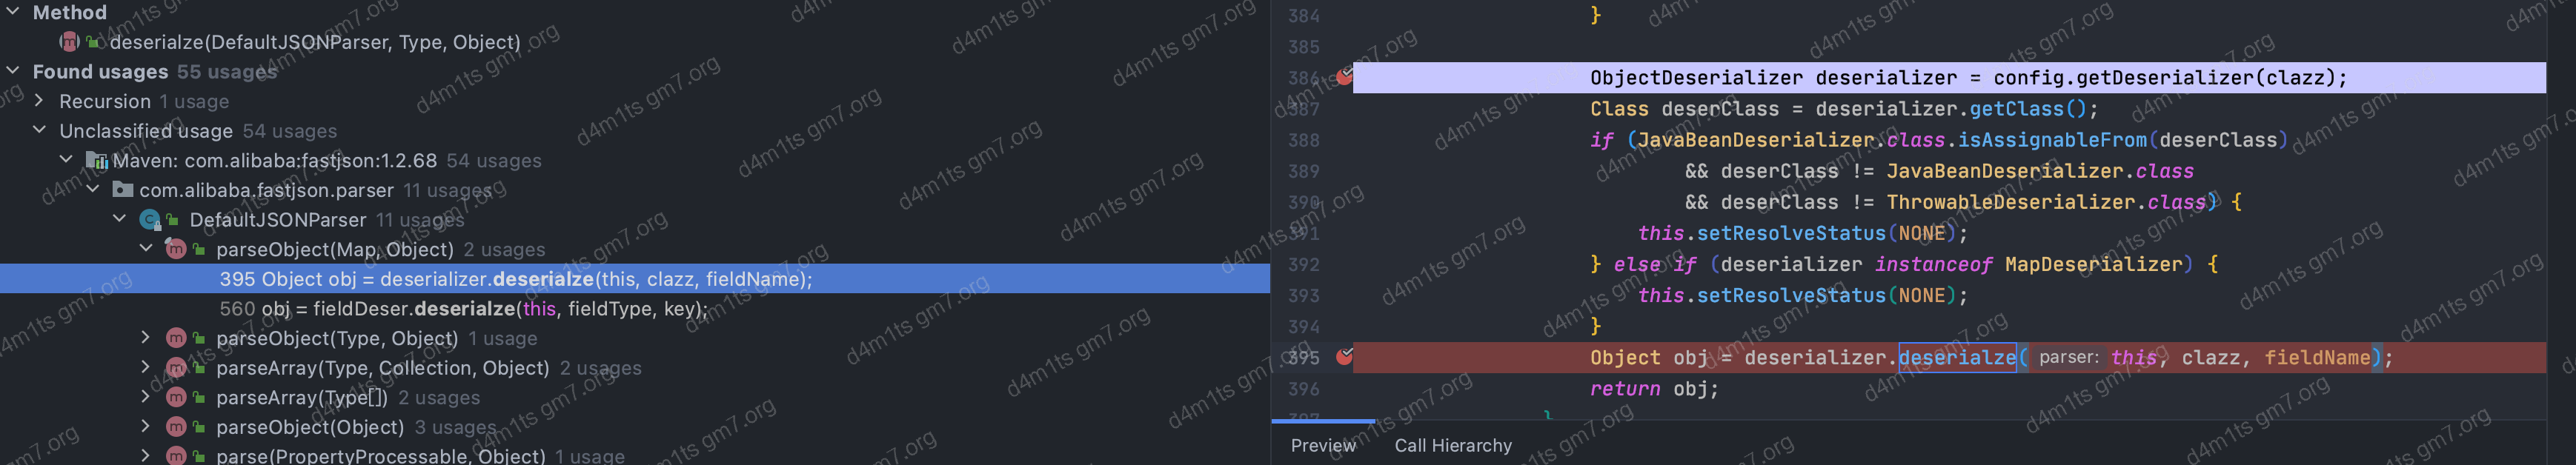 Method
deserialze(DefaultJSONParser, Type, Object)
Found usages 55 usages
Recursion 1 usage
Unclassified usage 54 usages
Maven: com.alibaba:fastjson:1.2.68 54 usages
com.alibaba.fastjson.parser 11 usages
DefaultJSONParser 11 usages
parseObject(Map, Object) 2 usages
395 Object obj = deserializer.deserialze(this, clazz, fieldName);
560 obj = fieldDeser.deserialze(this, fieldType, key);
parseObject(Type, Object) 1 usage
parseArray(Type, Collection, Object) 2 usages
parseArray(Type[]) 2 usages
parseObject(Object) 3 usages
parse(PropertyProcessable, Object) 1 usage
384 }
385
386 ObjectDeserializer deserializer = config.getDeserializer(clazz);
387 Class deserClass = deserializer.getClass();
388 if (JavaBeanDeserializer.class.isAssignableFrom(deserClass)
389 && deserClass != JavaBeanDeserializer.class
390 && deserClass != ThrowableDeserializer.class) {
391 this.setResolveStatus(NONE);
392 } else if (deserializer instanceof MapDeserializer) {
393 this.setResolveStatus(NONE);
394 }
395 Object obj = deserializer.deserialze( parser: this, clazz, fieldName);
396 return obj;
397 }
Preview Call Hierarchy
d4m1ts gm7.org